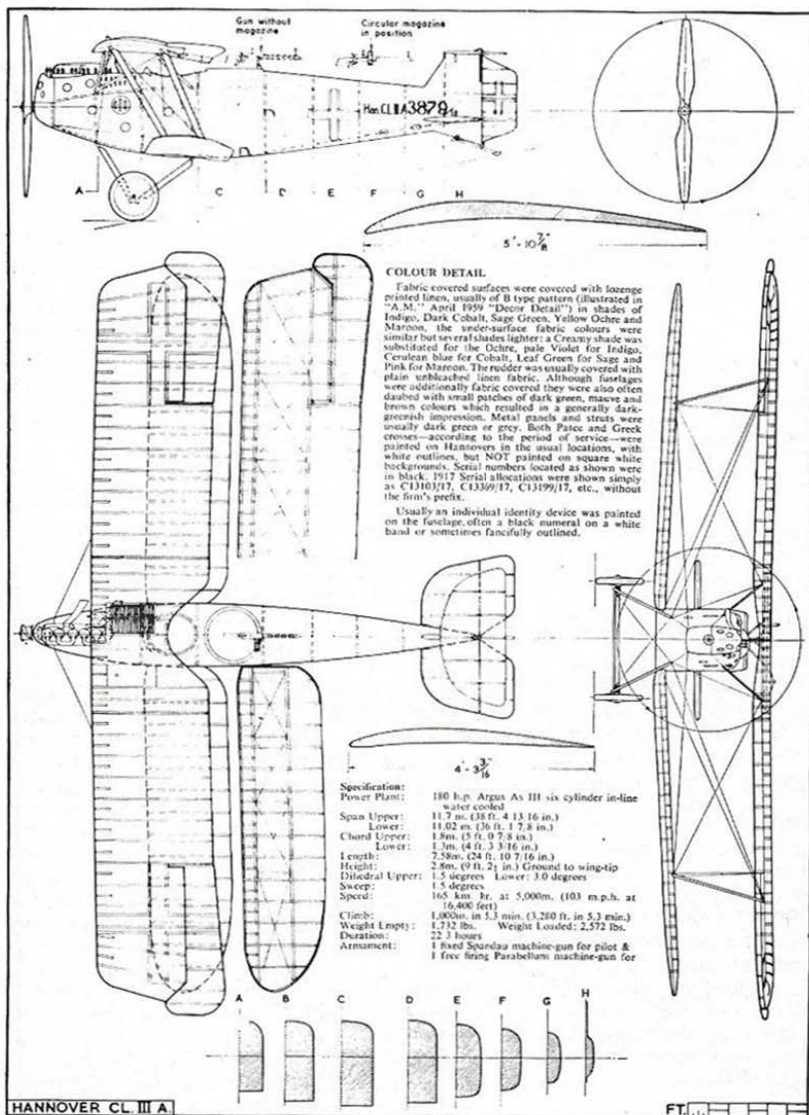 Gun without
magazine
Circular magazine
in position
Han.CL.III.A3879/18
A C D E F G H
5' - 10 7/8"
COLOUR DETAIL
Fabric covered surfaces were covered with lozenge
printed linen, usually of B type pattern (illustrated in
"A.M." April 1959 "Decor Detail") in shades of
Indigo, Dark Cobalt, Sage Green, Yellow Ochre and
Maroon, the under-surface fabric colours were
similar but several shades lighter: a Creamy shade was
substituted for the Ochre, pale Violet for Indigo,
Cerulean blue for Cobalt, Leaf Green for Sage and
Pink for Maroon. The rudder was usually covered with
plain unbleached linen fabric. Although fuselages
were additionally fabric covered they were also often
daubed with small patches of dark green, mauve and
brown colours which resulted in a generally dark-
greenish impression. Metal panels and struts were
usually dark green or grey. Both Patee and Greek
crosses—according to the period of service—were
painted on Hannovers in the usual locations, with
white outlines, but NOT painted on square white
backgrounds. Serial numbers located as shown were
in black. 1917 Serial allocations were shown simply
as C13103/17, C13369/17, C13199/17, etc., without
the firm's prefix.
Usually an individual identity device was painted
on the fuselage, often a black numeral on a white
band or sometimes fancifully outlined.
4' - 3 3/16"
Specification:
Power Plant: 180 h.p. Argus As III six cylinder in-line
water cooled
Span Upper: 11.7 m. (38 ft. 4 13/16 in.)
Lower: 11.02 m. (36 ft. 1 7/8 in.)
Chord Upper: 1.8m. (5 ft. 0 7/8 in.)
Lower: 1.3m. (4 ft. 3 3/16 in.)
Length: 7.58m. (24 ft. 10 7/16 in.)
Height: 2.8m. (9 ft. 2½ in.) Ground to wing-tip
Dihedral Upper: 1.5 degrees Lower: 3.0 degrees
Sweep: 1.5 degrees
Speed: 165 km. hr. at 5,000m. (103 m.p.h. at
16,400 feet)
Climb: 1,000m. in 5.3 min. (3,280 ft. in 5.3 min.)
Weight Empty: 1,732 lbs. Weight Loaded: 2,572 lbs.
Duration: 22 3 hours
Armament: 1 fixed Spandau machine-gun for pilot &
1 free firing Parabellum machine-gun for
A B C D E F G H
HANNOVER CL. III A.
FT.